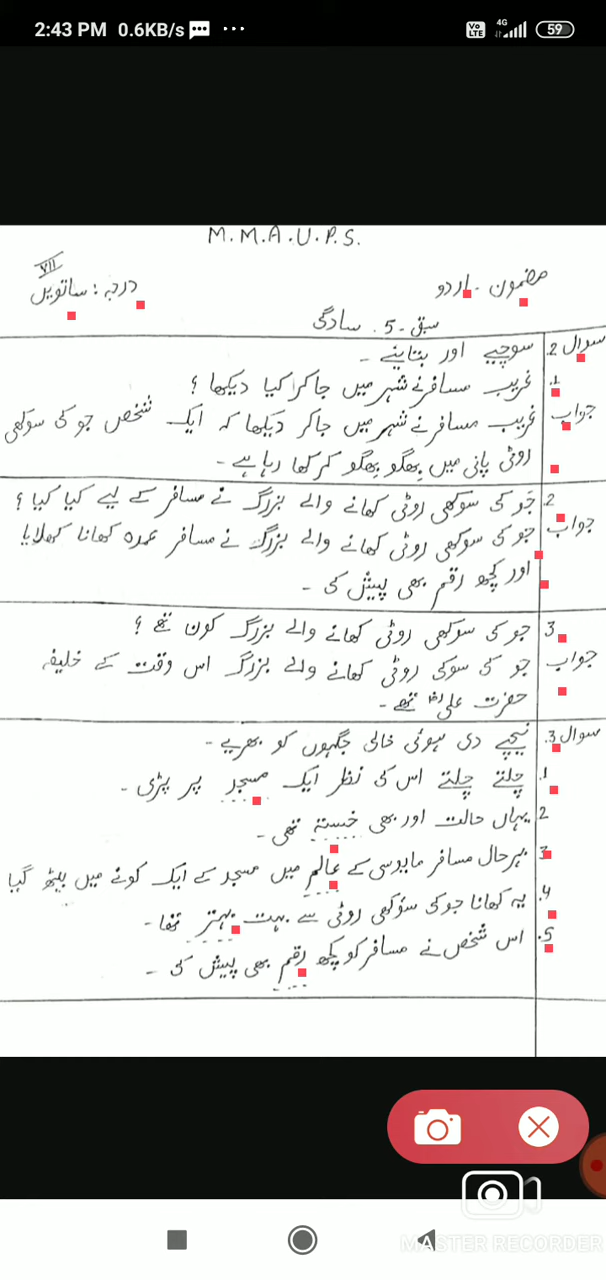 2:43 PM 0.6KB/s ...
Vo LTE 4G 59
M.M.A.U.P.S.
VII
مضمون - اردو
درجہ: ساتویں
سبق - 5. سادگی
سوال 2. سوچیے اور بتایئے -
1. غریب مسافر نے شہر میں جا کر کیا دیکھا ؟
جواب غریب مسافر نے شہر میں جاکر دیکھا کہ ایک شخص جو کی سوکھی
روٹی پانی میں بھگو بھگو کر کھا رہا ہے -
2. جَو کی سوکھی روٹی کھانے والے بزرگ نے مسافر کے لیے کیا کیا ؟
جواب جو کی سوکھی روٹی کھانے والے بزرگ نے مسافر عمدہ کھانا کھلایا
اور کچھ رقم بھی پیش کی -
3. جو کی سوکھی روٹی کھانے والے بزرگ کون تھے ؟
جواب جو کی سوکی روٹی کھانے والے بزرگ اس وقت کے خلیفہ
حضرت علیؓ تھے -
سوال 3. نیچے دی ہوئی خالی جگہوں کو بھریے -
1. چلتے چلتے اس کی نظر ایک مسجد پر پڑی -
2. یہاں حالت اور بھی خستہ تھی -
3. بہرحال مسافر مایوسی کے عالم میں مسجد کے ایک کونے میں بیٹھ گیا
4. یہ کھانا جو کی سوکھی روٹی سے بہت بہتر تھا -
5. اس شخص نے مسافر کو کچھ رقم بھی پیش کی -
MASTER RECORDER